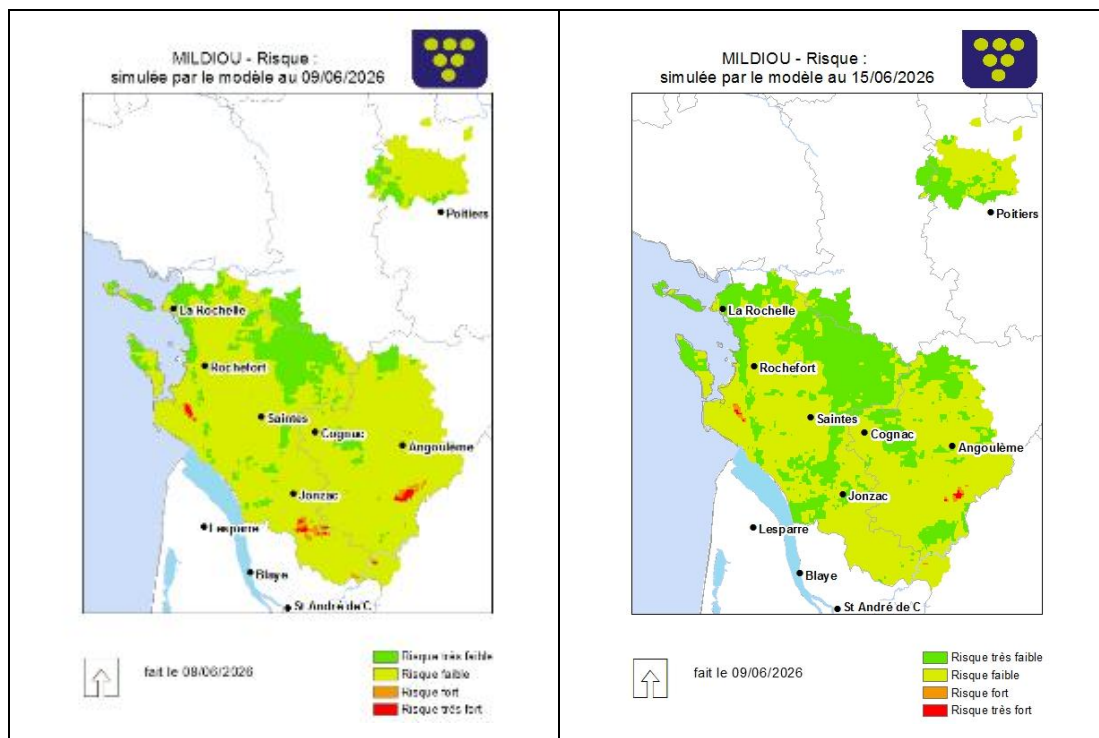 MILDIOU - Risque :
simulée par le modèle au 09/06/2026
Poitiers
La Rochelle
Rochefort
Saintes
Cognac
Angoulême
Jonzac
Lesparre
Blaye
St André de C
fait le 08/06/2026
Risque très faible
Risque faible
Risque fort
Risque très fort
MILDIOU - Risque :
simulée par le modèle au 15/06/2026
Poitiers
La Rochelle
Rochefort
Saintes
Cognac
Angoulême
Jonzac
Lesparre
Blaye
St André de C
fait le 09/06/2026
Risque très faible
Risque faible
Risque fort
Risque très fort